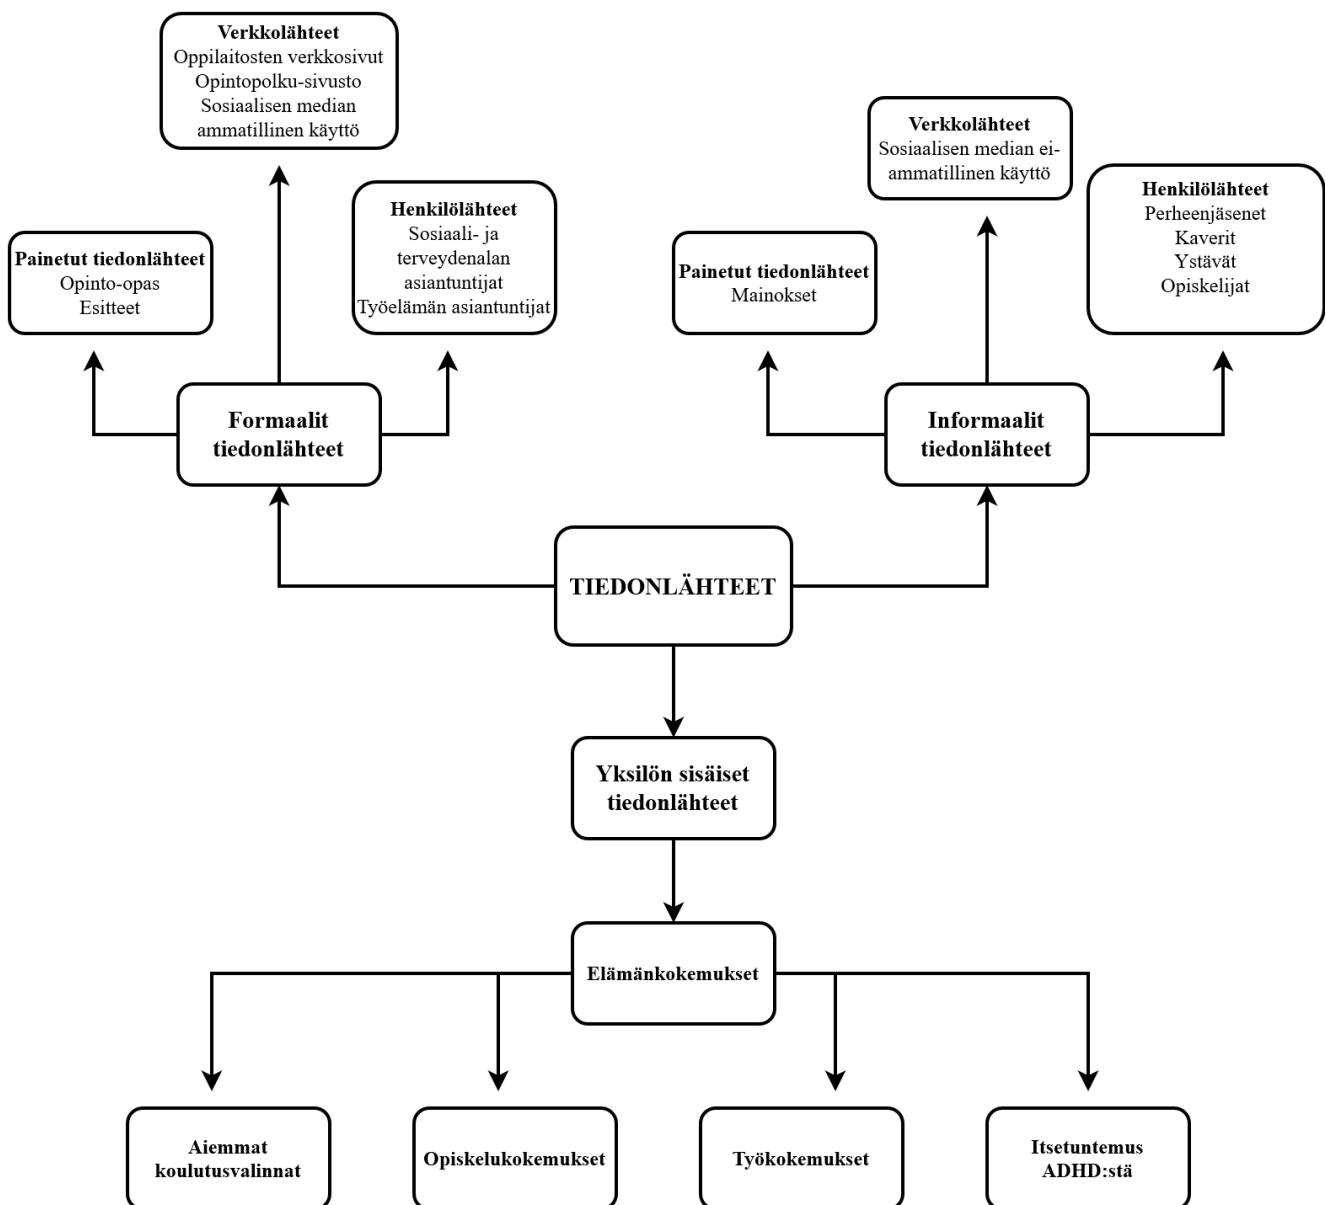 Verkkolähteet
Oppilaitosten verkkosivut
Opintopolku-sivusto
Sosiaalisen median
ammatillinen käyttö
Verkkolähteet
Sosiaalisen median ei-
ammatillinen käyttö
Henkilölähteet
Sosiaali- ja
terveydenalan
asiantuntijat
Työelämän asiantuntijat
Henkilölähteet
Perheenjäsenet
Kaverit
Ystävät
Opiskelijat
Painetut tiedonlähteet
Opinto-opas
Esitteet
Painetut tiedonlähteet
Mainokset
Formaalit
tiedonlähteet
Informaalit
tiedonlähteet
TIEDONLÄHTEET
Yksilön sisäiset
tiedonlähteet
Elämänkokemukset
Aiemmat
koulutusvalinnat
Opiskelukokemukset
Työkokemukset
Itsetuntemus
ADHD:stä